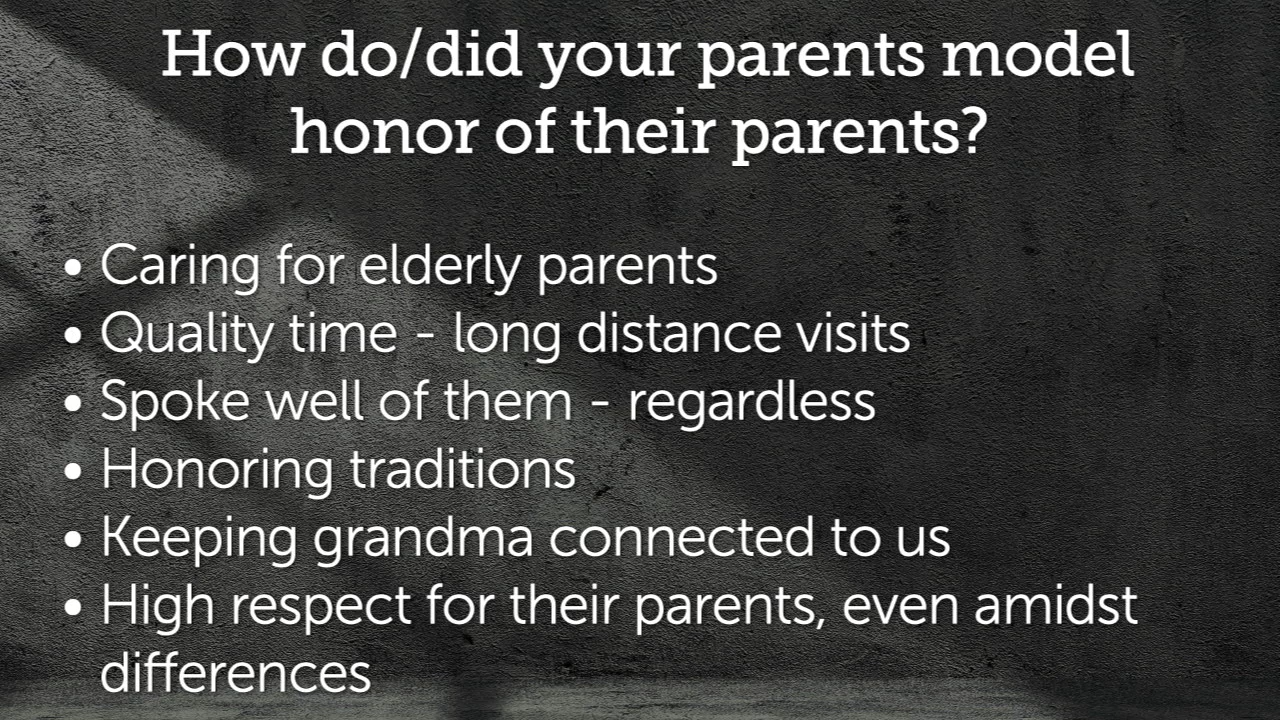 How do/did your parents model
honor of their parents?
• Caring for elderly parents
• Quality time - long distance visits
• Spoke well of them - regardless
• Honoring traditions
• Keeping grandma connected to us
• High respect for their parents, even amidst
differences